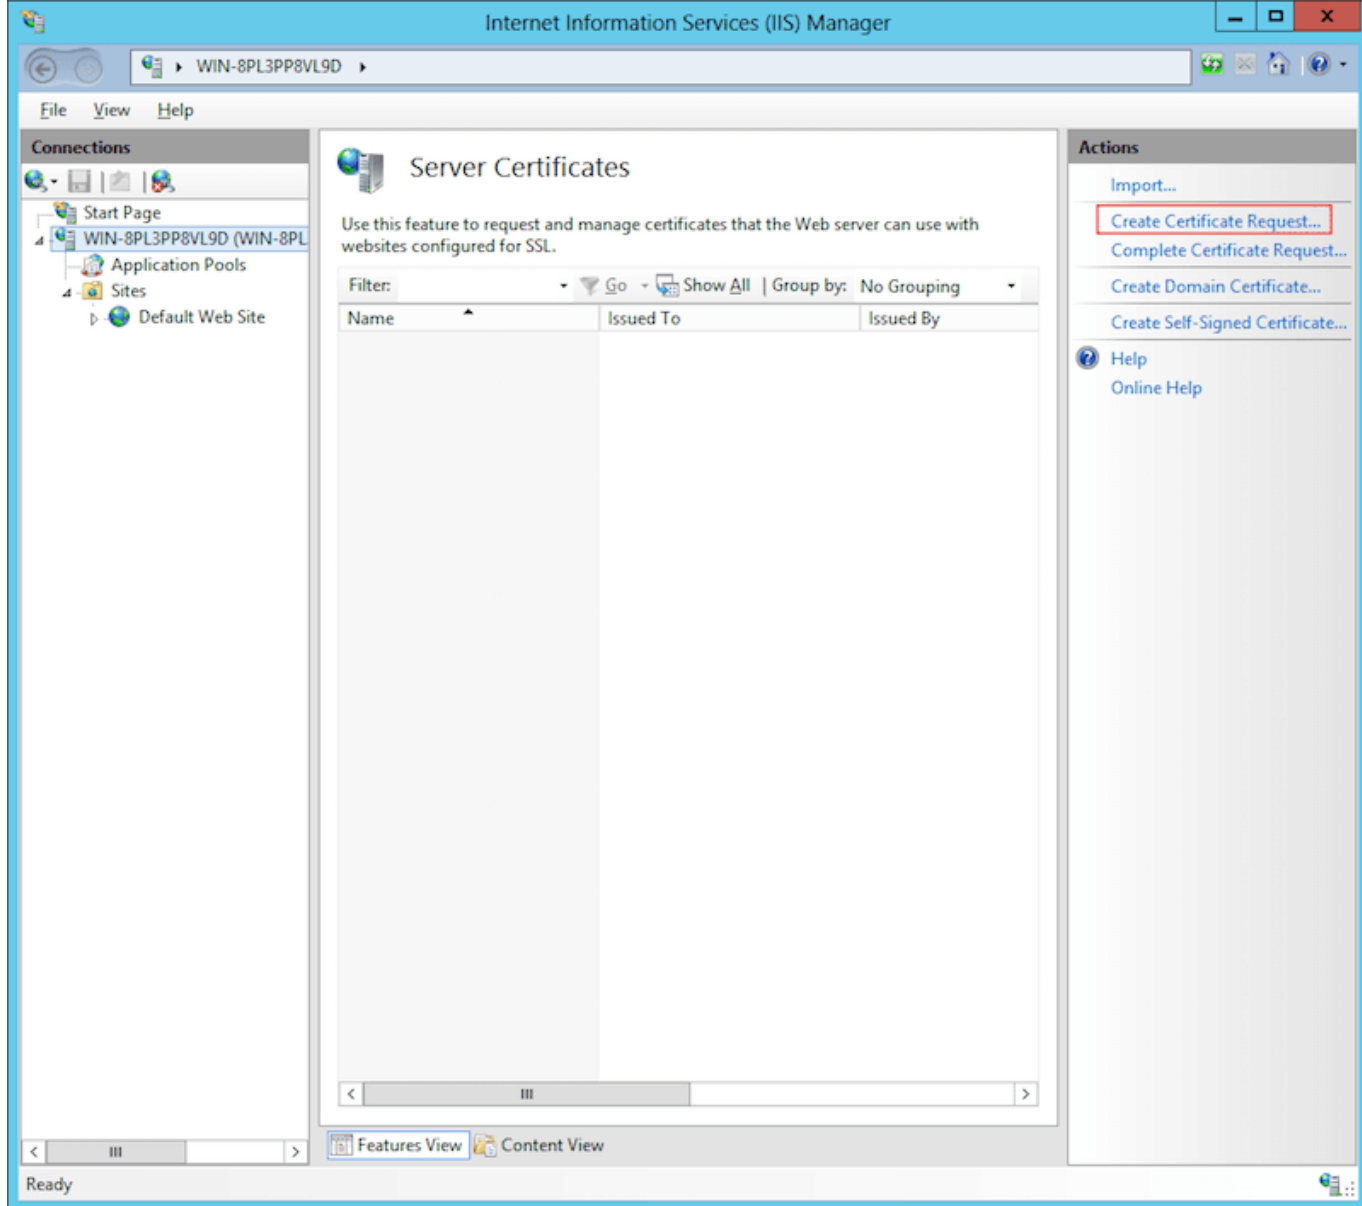 Internet Information Services (IIS) Manager
WIN-8PL3PP8VL9D
File View Help
Connections
Start Page
WIN-8PL3PP8VL9D (WIN-8PL
Application Pools
Sites
Default Web Site
Server Certificates
Use this feature to request and manage certificates that the Web server can use with
websites configured for SSL.
Filter: Go Show All Group by: No Grouping
Name Issued To Issued By
Features View Content View
Actions
Import...
Create Certificate Request...
Complete Certificate Request...
Create Domain Certificate...
Create Self-Signed Certificate...
Help
Online Help
Ready